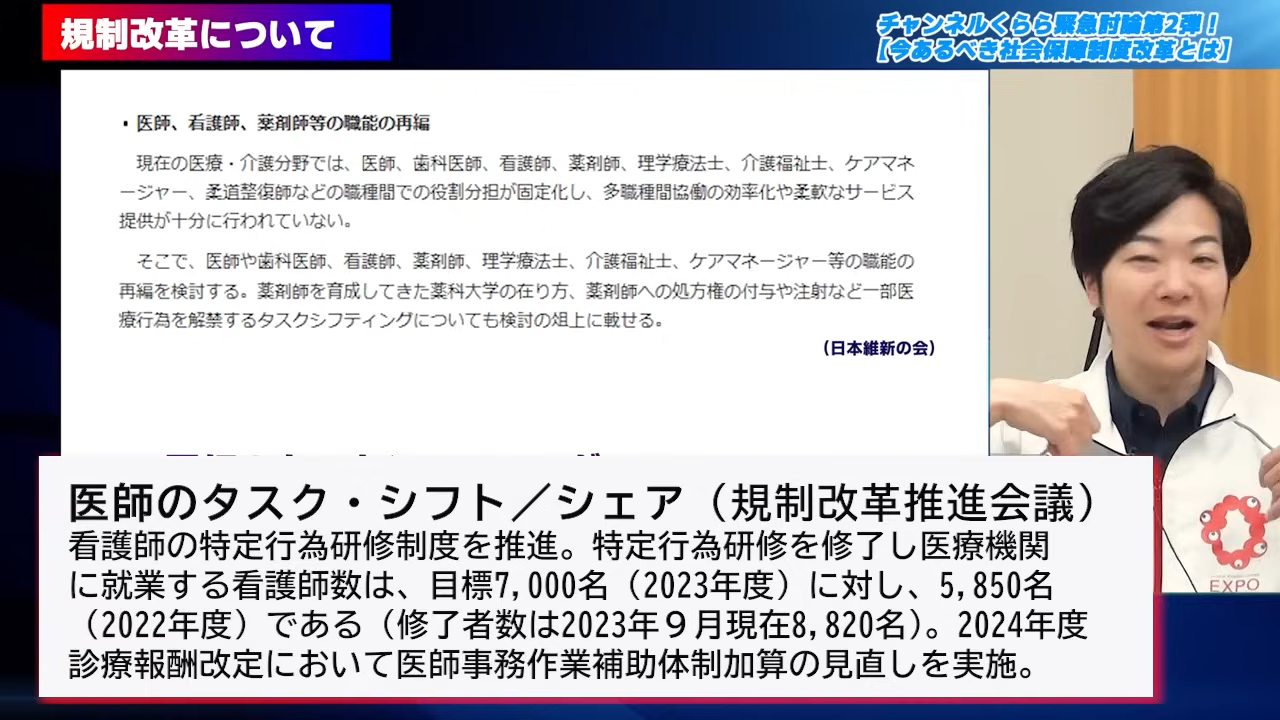 規制改革について
チャンネルくらら緊急討論第2弾！
【今あるべき社会保障制度改革とは】
・医師、看護師、薬剤師等の職能の再編
現在の医療・介護分野では、医師、歯科医師、看護師、薬剤師、理学療法士、介護福祉士、ケアマネ
ージャー、柔道整復師などの職種間での役割分担が固定化し、多職種間協働の効率化や柔軟なサービス
提供が十分に行われていない。
そこで、医師や歯科医師、看護師、薬剤師、理学療法士、介護福祉士、ケアマネージャー等の職能の
再編を検討する。薬剤師を育成してきた薬科大学の在り方、薬剤師への処方権の付与や注射など一部医
療行為を解禁するタスクシフティングについても検討の俎上に載せる。
（日本維新の会）
医師のタスク・シフト／シェア（規制改革推進会議）
看護師の特定行為研修制度を推進。特定行為研修を修了し医療機関
に就業する看護師数は、目標7,000名（2023年度）に対し、5,850名
（2022年度）である（修了者数は2023年９月現在8,820名）。2024年度
診療報酬改定において医師事務作業補助体制加算の見直しを実施。
EXPO